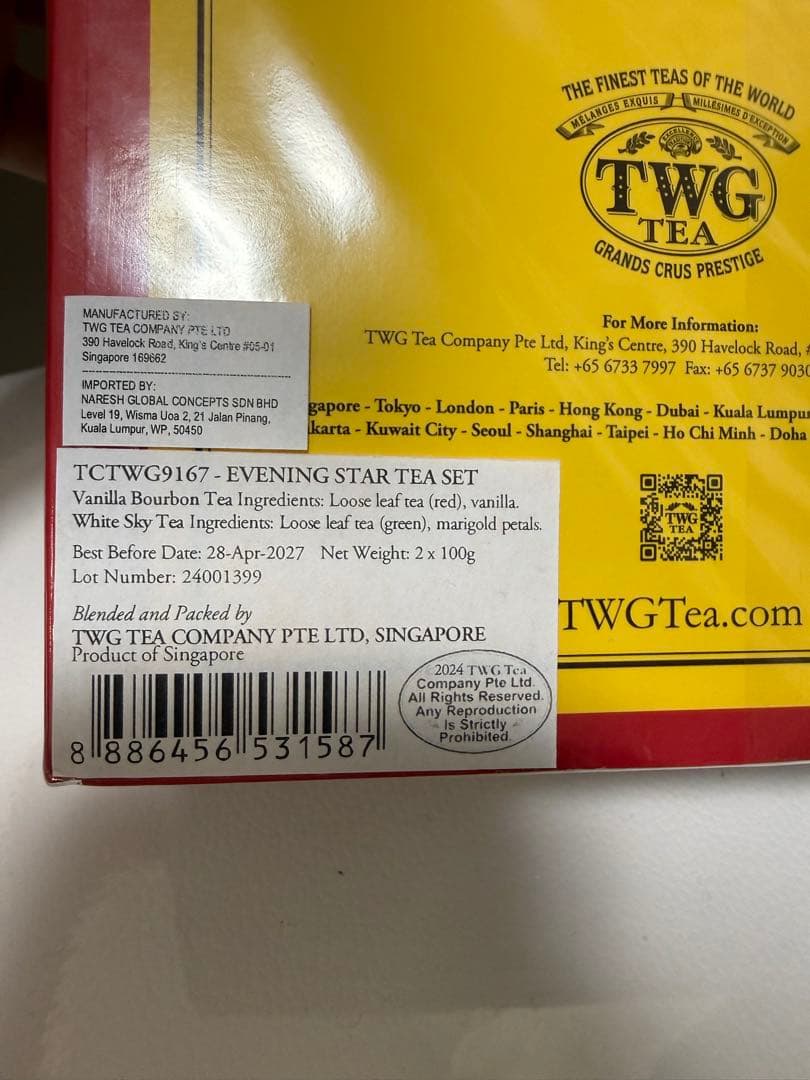 THE FINEST TEAS OF THE WORLD
MÉLANGES EXQUIS MILLÉSIMES D'EXCEPTION
EXCELLENCE
TWG
TEA
GRANDS CRUS PRESTIGE
For More Information:
TWG Tea Company Pte Ltd, King's Centre, 390 Havelock Road,
Tel: +65 6733 7997 Fax: +65 6737 9030
gapore - Tokyo - London - Paris - Hong Kong - Dubai - Kuala Lumpu
karta - Kuwait City - Seoul - Shanghai - Taipei - Ho Chi Minh - Doha
TWG
TEA
TWGTea.com
MANUFACTURED BY:
TWG TEA COMPANY PTE LTD
390 Havelock Road, King's Centre #05-01
Singapore 169662
IMPORTED BY:
NARESH GLOBAL CONCEPTS SDN BHD
Level 19, Wisma Uoa 2, 21 Jalan Pinang,
Kuala Lumpur, WP, 50450
TCTWG9167 - EVENING STAR TEA SET
Vanilla Bourbon Tea Ingredients: Loose leaf tea (red), vanilla.
White Sky Tea Ingredients: Loose leaf tea (green), marigold petals.
Best Before Date: 28-Apr-2027 Net Weight: 2 x 100g
Lot Number: 24001399
Blended and Packed by
TWG TEA COMPANY PTE LTD, SINGAPORE
Product of Singapore
8 886456 531587
2024 TWG Tea
Company Pte Ltd.
All Rights Reserved.
Any Reproduction
Is Strictly
Prohibited.